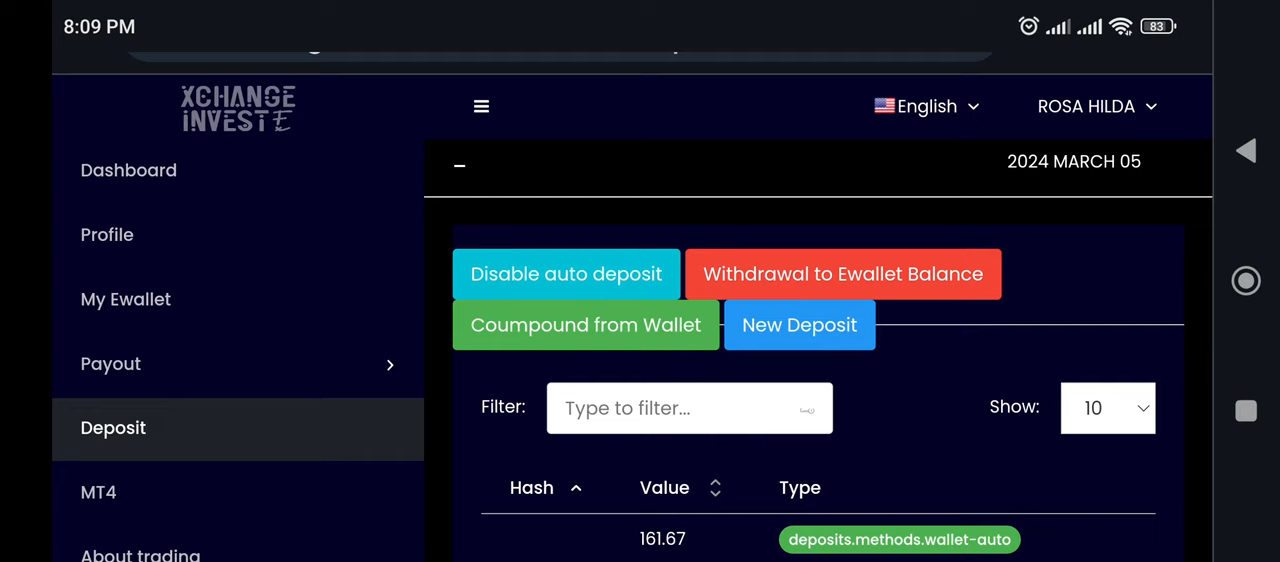 8:09 PM
83
XCHANGE
INVEST
English
ROSA HILDA
Dashboard
2024 MARCH 05
Profile
Disable auto deposit
Withdrawal to Ewallet Balance
My Ewallet
Coumpound from Wallet
New Deposit
Payout
Filter:
Type to filter...
Show:
10
Deposit
Hash
Value
Type
MT4
161.67
deposits.methods.wallet-auto
About trading